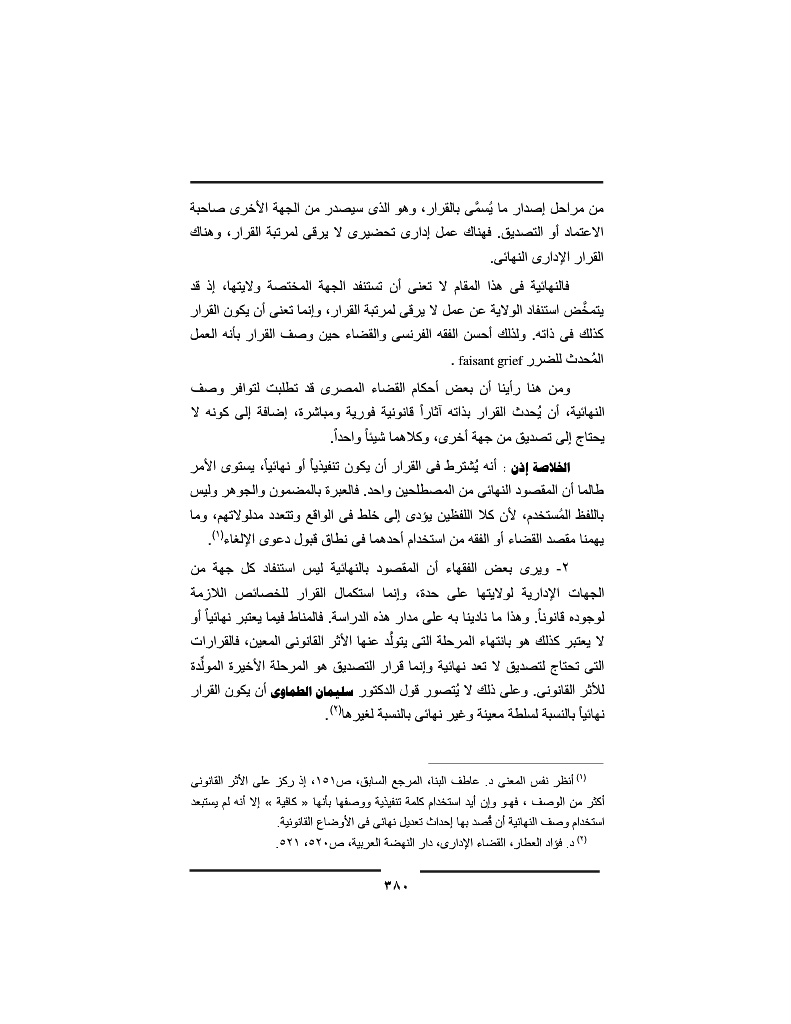 من مراحل إصدار ما يُسمَّى بالقرار، وهو الذى سيصدر من الجهة الأخرى صاحبة
الاعتماد أو التصديق. فهناك عمل إدارى تحضيرى لا يرقى لمرتبة القرار، وهناك
القرار الإدارى النهائى.
فالنهائية فى هذا المقام لا تعنى أن تستنفد الجهة المختصة ولايتها، إذ قد
يتمخَّض استنفاد الولاية عن عمل لا يرقى لمرتبة القرار، وإنما تعنى أن يكون القرار
كذلك فى ذاته. ولذلك أحسن الفقه الفرنسى والقضاء حين وصف القرار بأنه العمل
المُحدث للضرر faisant grief .
ومن هنا رأينا أن بعض أحكام القضاء المصرى قد تطلبت لتوافر وصف
النهائية، أن يُحدث القرار بذاته آثاراً قانونية فورية ومباشرة، إضافة إلى كونه لا
يحتاج إلى تصديق من جهة أخرى، وكلاهما شيئاً واحداً.
الخلاصة إذن : أنه يُشترط فى القرار أن يكون تنفيذياً أو نهائياً، يستوى الأمر
طالما أن المقصود النهائى من المصطلحين واحد. فالعبرة بالمضمون والجوهر وليس
باللفظ المُستخدم، لأن كلا اللفظين يؤدى إلى خلط فى الواقع وتتعدد مدلولاتهم، وما
يهمنا مقصد القضاء أو الفقه من استخدام أحدهما فى نطاق قبول دعوى الإلغاء(١).
٢- ويرى بعض الفقهاء أن المقصود بالنهائية ليس استنفاد كل جهة من
الجهات الإدارية لولايتها على حدة، وإنما استكمال القرار للخصائص اللازمة
لوجوده قانوناً. وهذا ما نادينا به على مدار هذه الدراسة. فالمناط فيما يعتبر نهائياً أو
لا يعتبر كذلك هو بانتهاء المرحلة التى يتولَّد عنها الأثر القانونى المعين، فالقرارات
التى تحتاج لتصديق لا تعد نهائية وإنما قرار التصديق هو المرحلة الأخيرة المولِّدة
للأثر القانونى. وعلى ذلك لا يُتصور قول الدكتور سليمان الطماوى أن يكون القرار
نهائياً بالنسبة لسلطة معينة وغير نهائى بالنسبة لغيرها(٢).
(١) أنظر نفس المعنى د. عاطف البنا، المرجع السابق، ص١٥١، إذ ركز على الأثر القانونى
أكثر من الوصف ، فهـو وإن أيد استخدام كلمة تنفيذية ووصفها بأنها « كافية » إلا أنه لم يستبعد
استخدام وصف النهائية أن قُصد بها إحداث تعديل نهائى فى الأوضاع القانونية.
(٢) د. فؤاد العطار، القضاء الإدارى، دار النهضة العربية، ص٥٢٠، ٥٢١.
٣٨٠